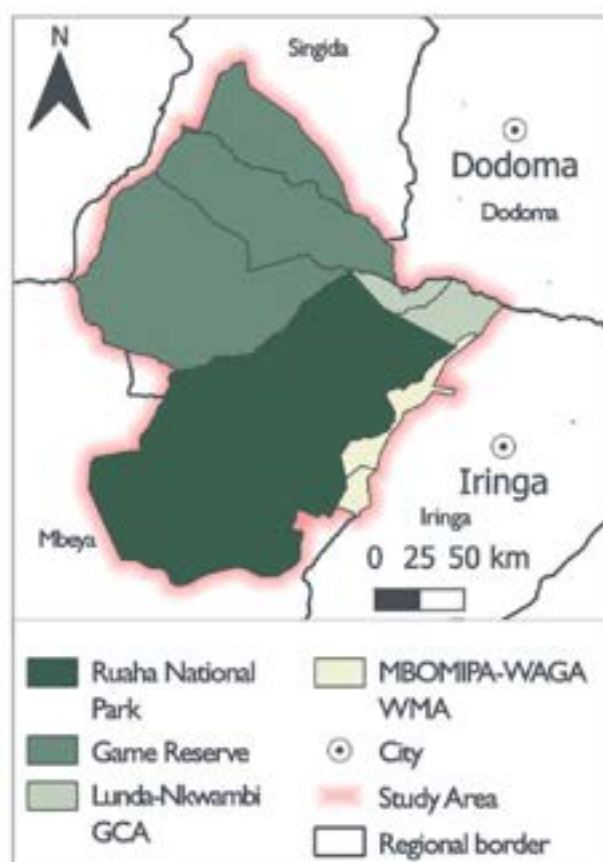 N
Singida
Dodoma
Dodoma
Iringa
Iringa
Mbeya
0 25 50 km
Ruaha National
Park
Game Reserve
Lunda-Nkwambi
GCA
MBOMIPA-WAGA
WMA
City
Study Area
Regional border